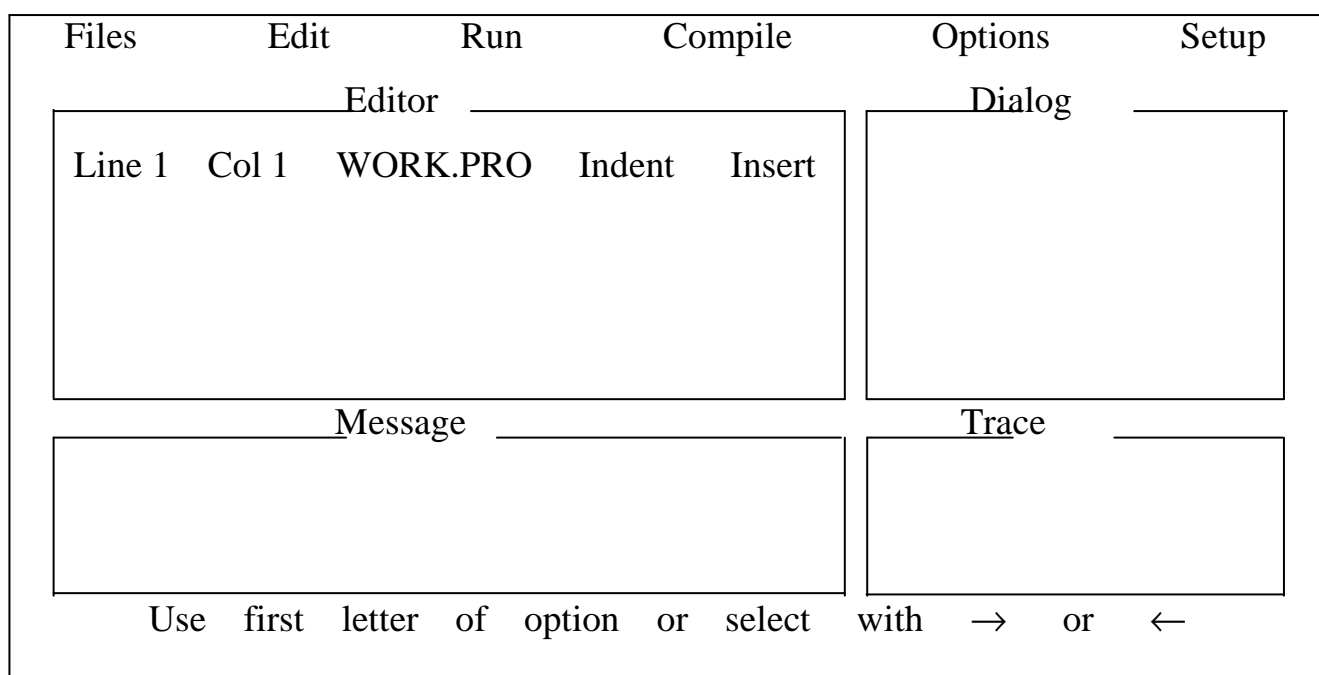 Files Edit Run Compile Options Setup
Editor Dialog
Line 1 Col 1 WORK.PRO Indent Insert
Message Trace
Use first letter of option or select with → or ←